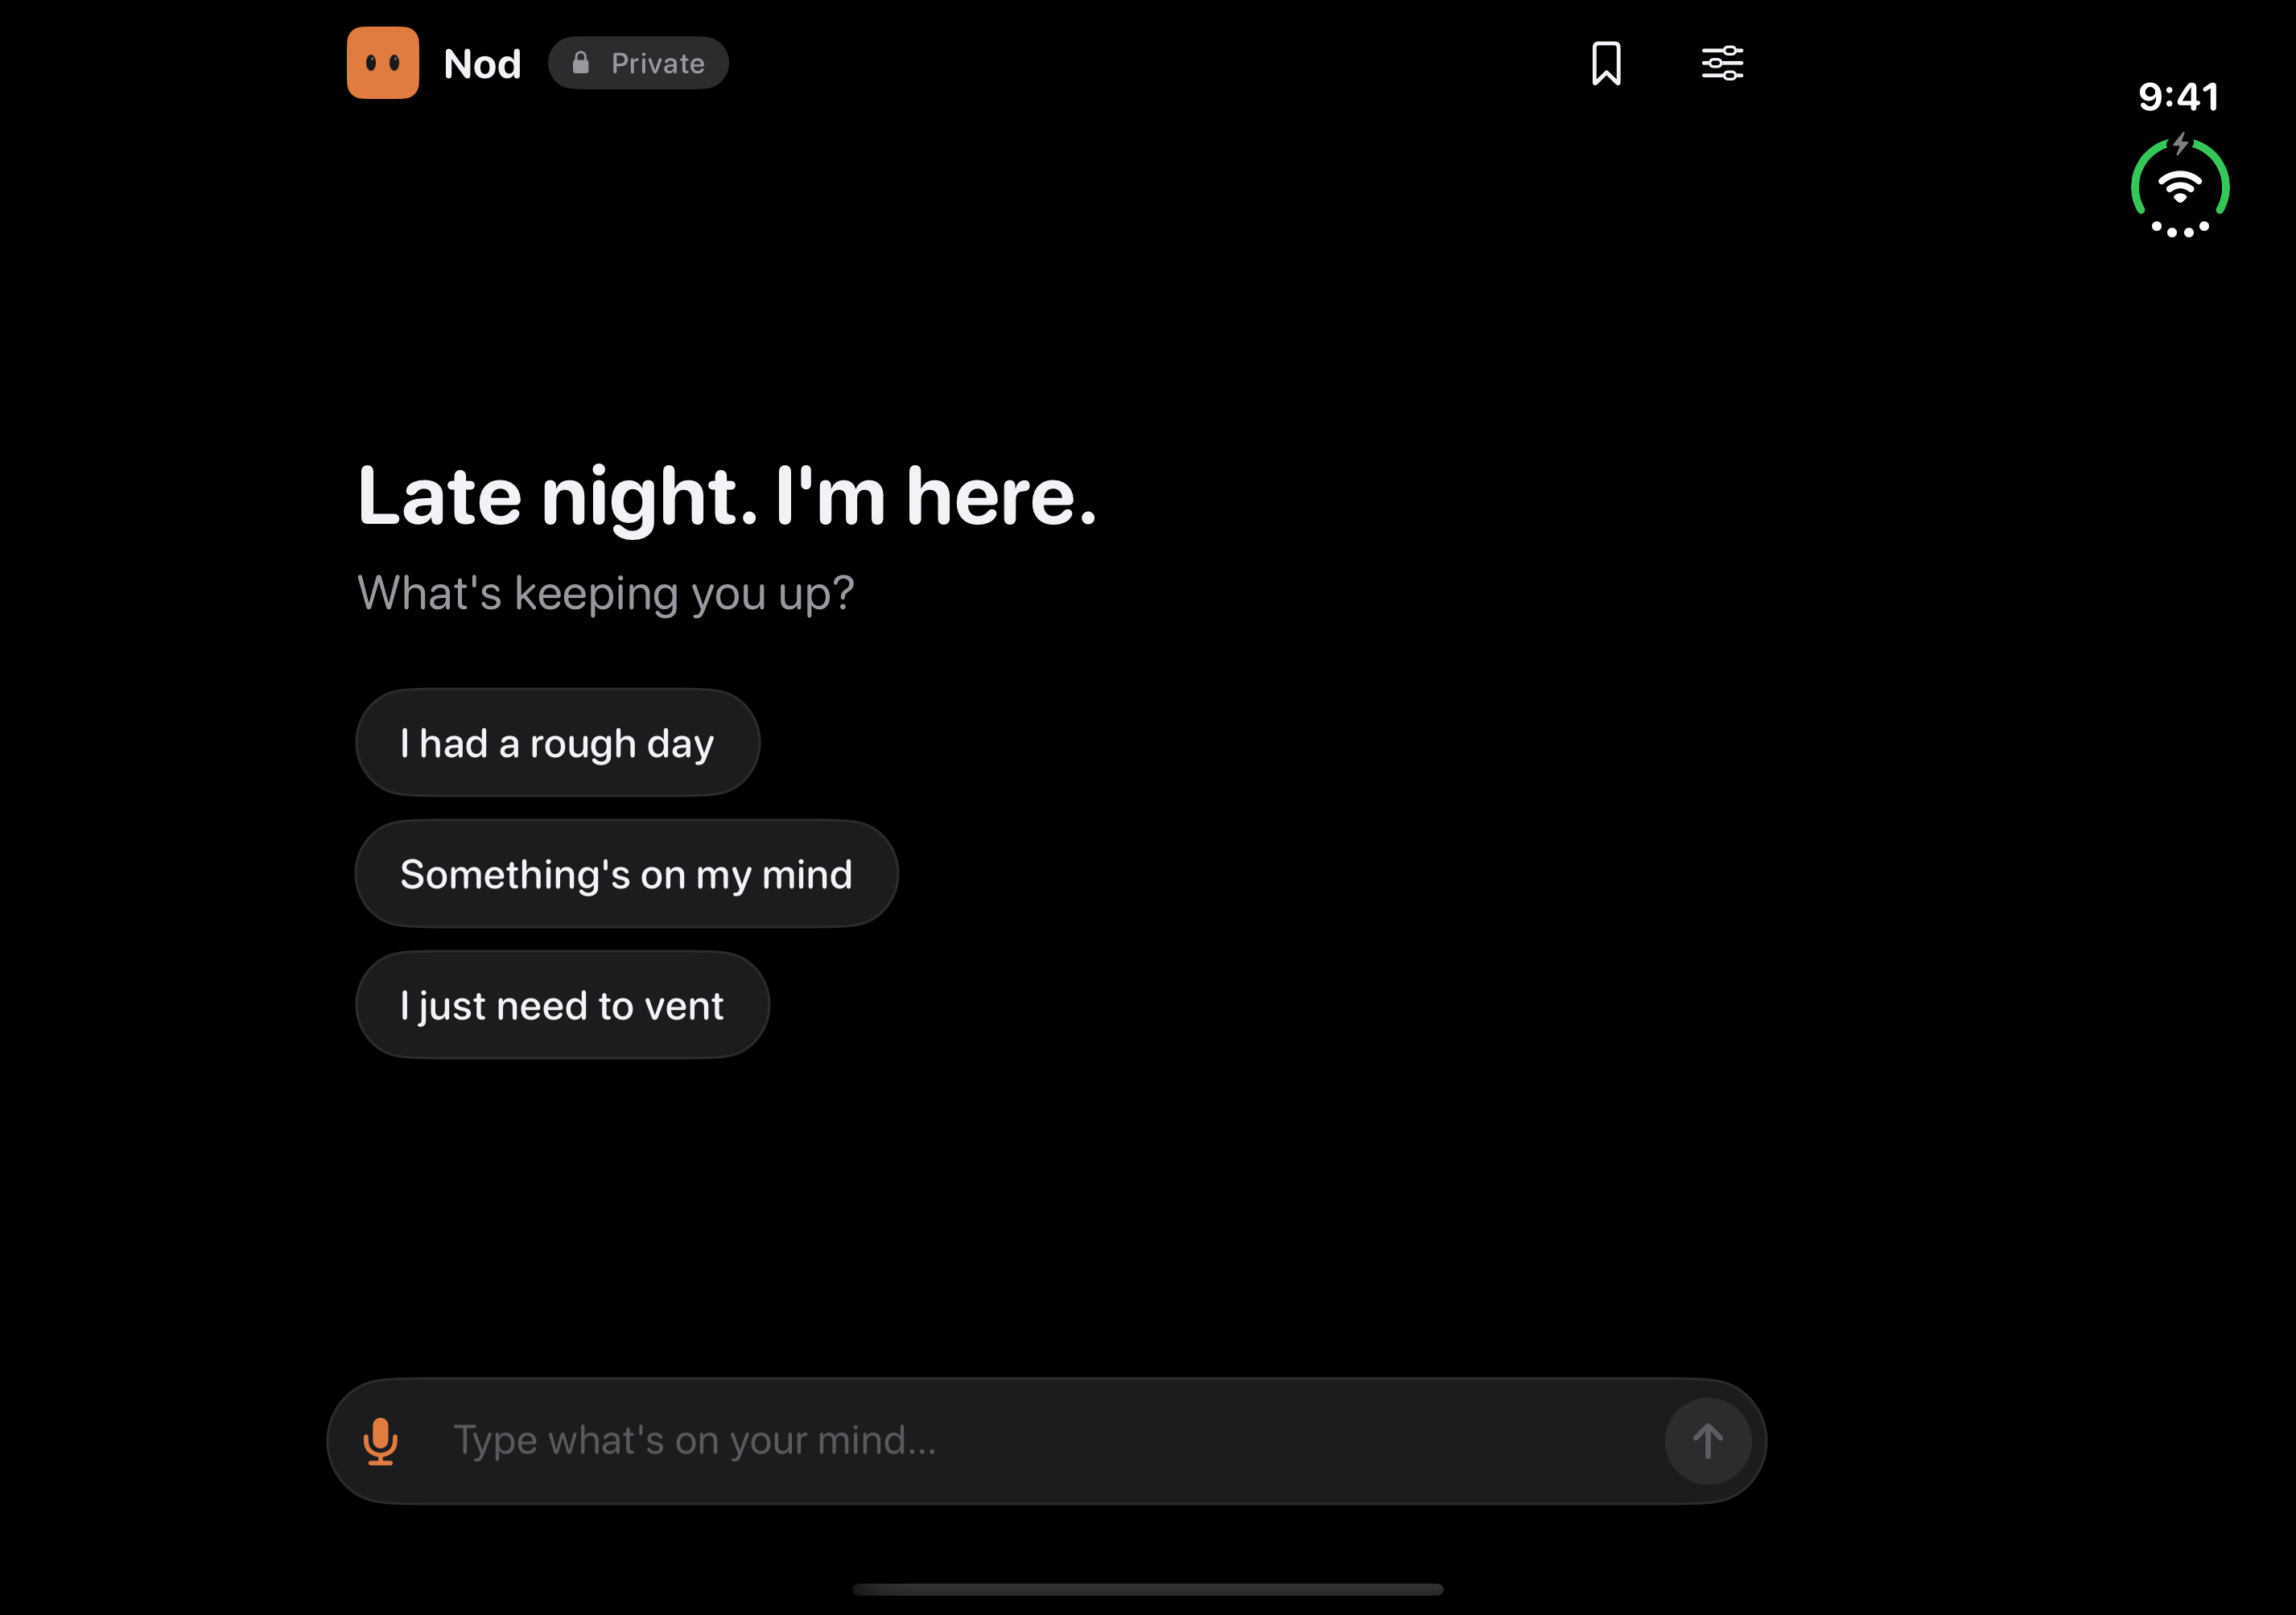 Nod
Private
9:41
Late night. I'm here.
What's keeping you up?
I had a rough day
Something's on my mind
I just need to vent
Type what's on your mind...